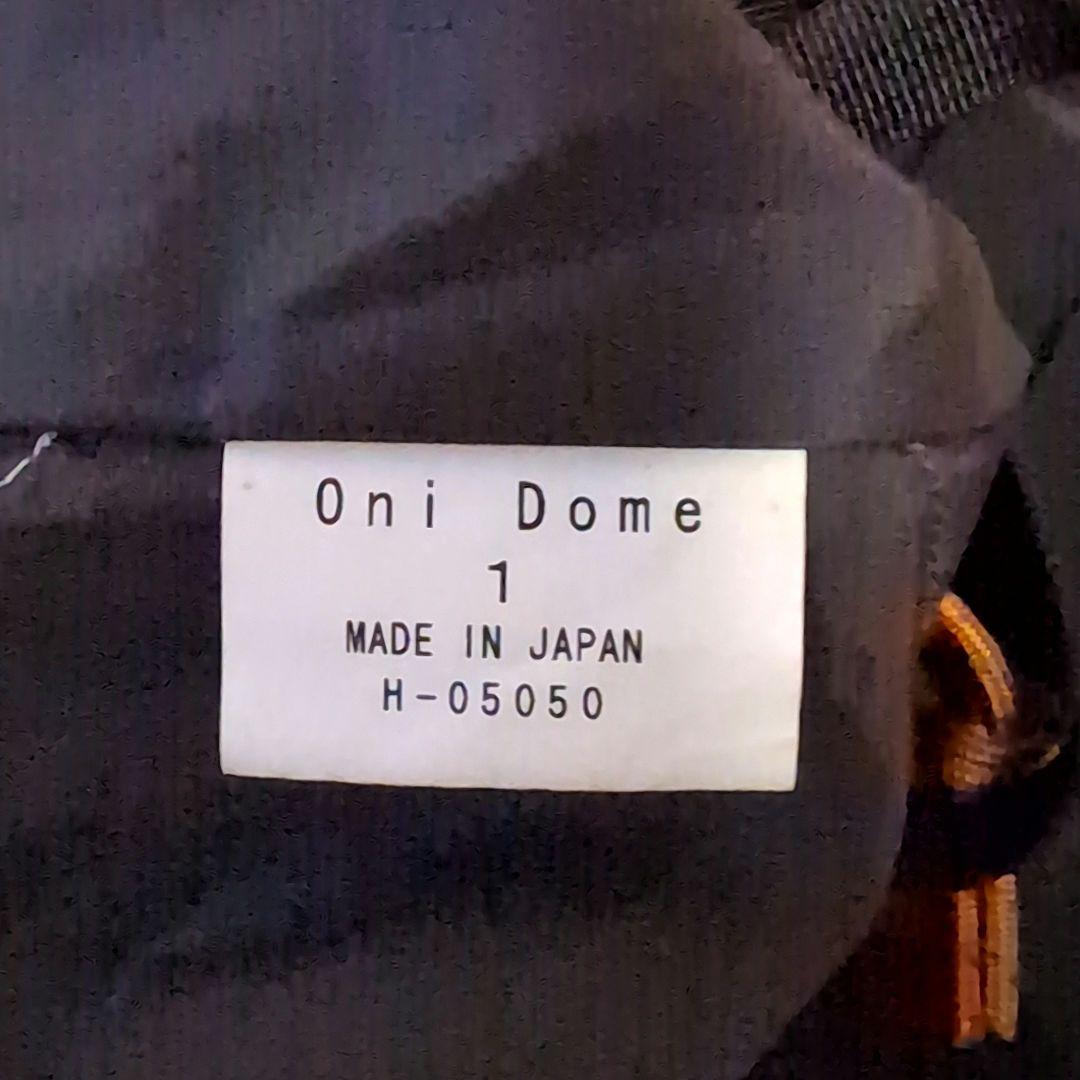 Oni Dome
1
MADE IN JAPAN
H-05050